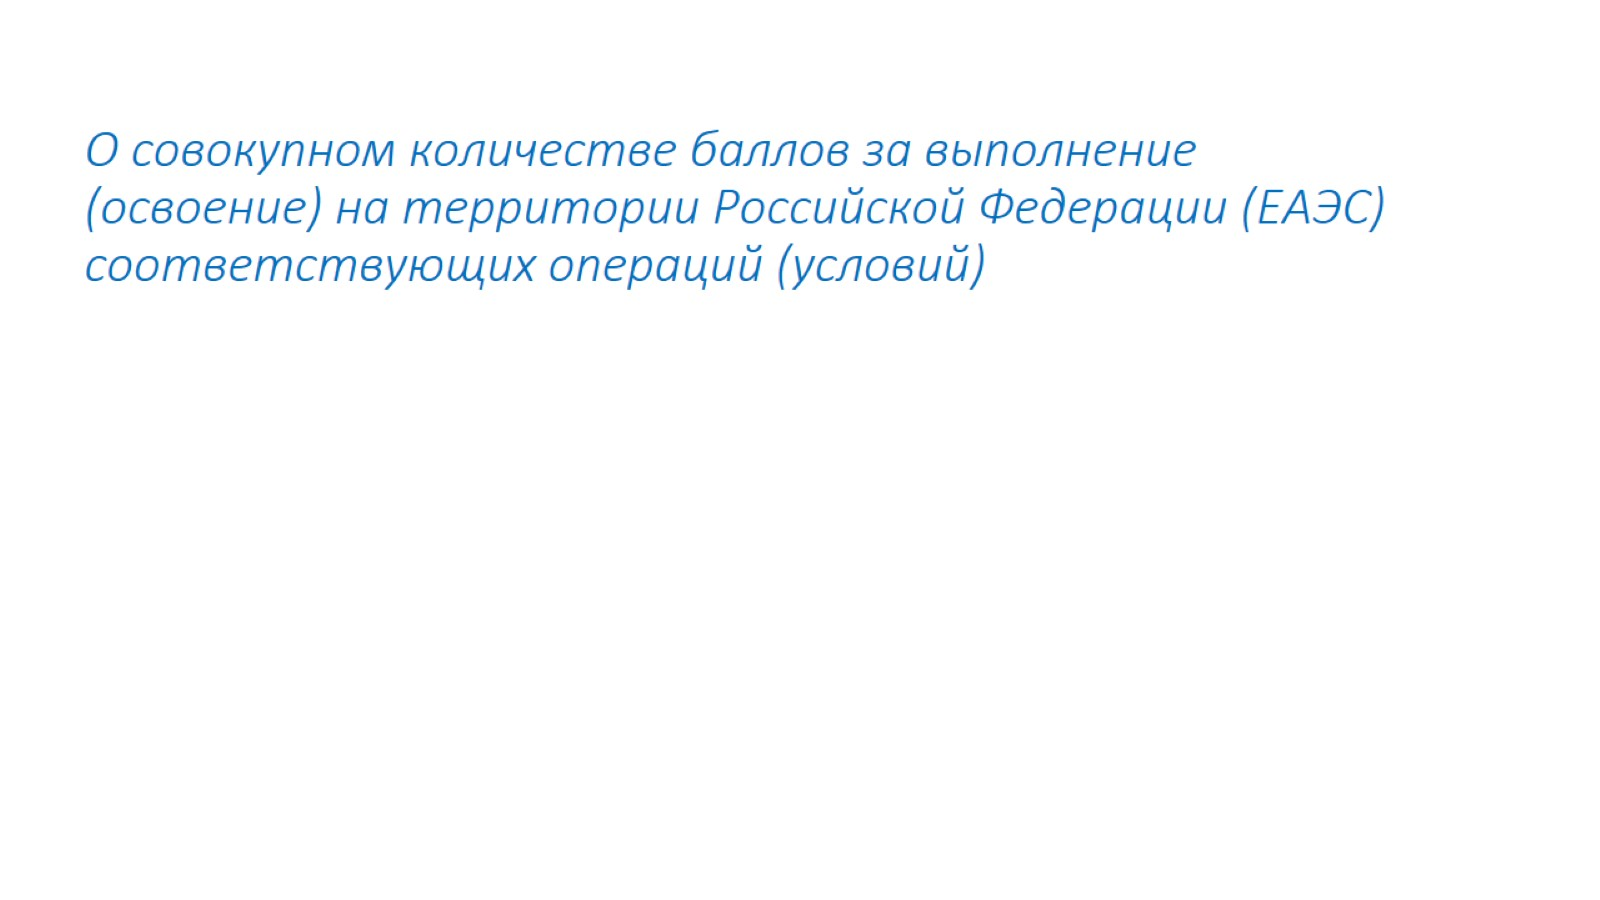 О совокупном количестве баллов за выполнение
(освоение) на территории Российской Федерации (ЕАЭС)
соответствующих операций (условий)